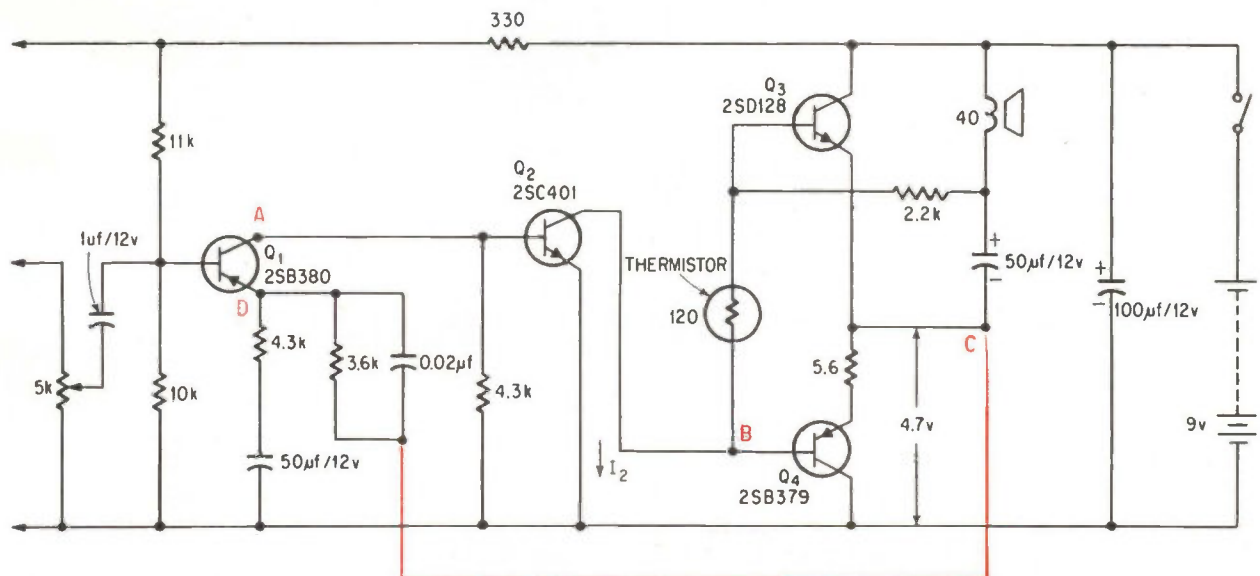 330
Q3
2SD128
40
11k
Q2
2SC401
2.2k
A
1uf/12v
Q1
2SB380
THERMISTOR
+
50µf/12v
-
+
100µf/12v
-
D
120
C
4.3k
3.6k
0.02µf
5.6
5k
10k
4.3k
4.7v
9v
B
50µf/12v
I2
Q4
2SB379